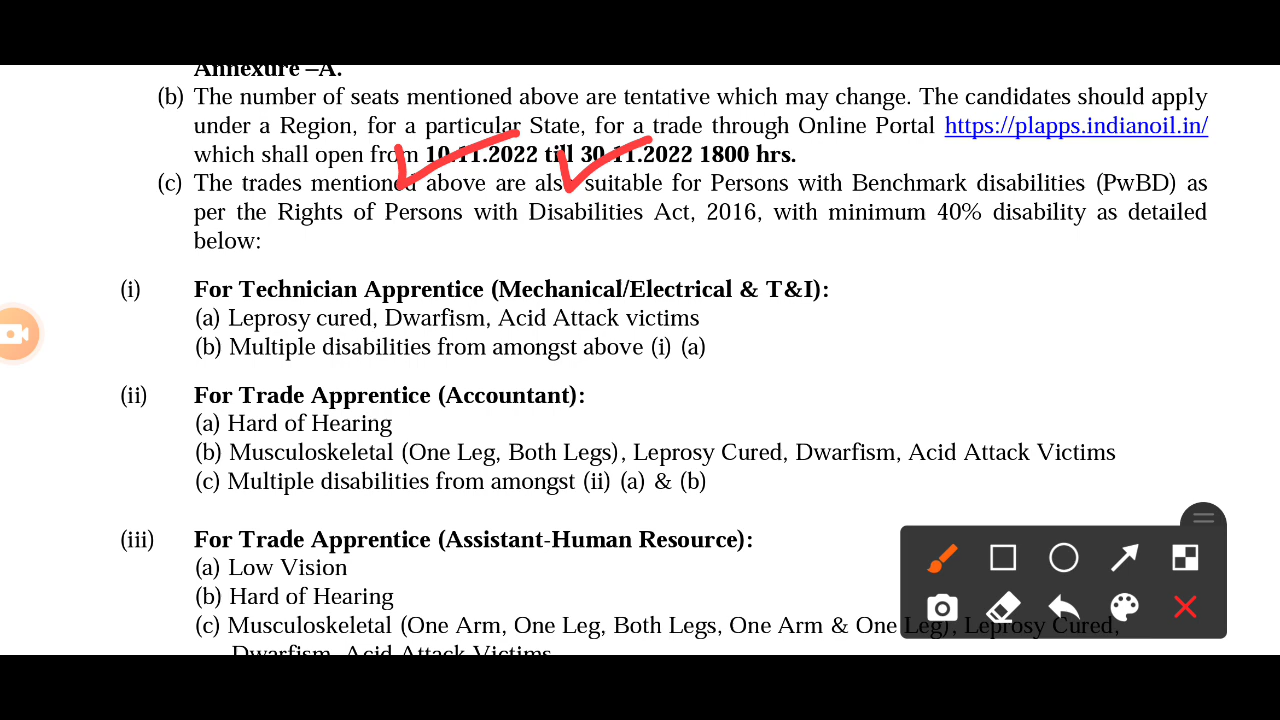 Annexure –A.
(b) The number of seats mentioned above are tentative which may change. The candidates should apply
under a Region, for a particular State, for a trade through Online Portal https://plapps.indianoil.in/
which shall open from 10.11.2022 till 30.11.2022 1800 hrs.
(c) The trades mentioned above are also suitable for Persons with Benchmark disabilities (PwBD) as
per the Rights of Persons with Disabilities Act, 2016, with minimum 40% disability as detailed
below:
(i) For Technician Apprentice (Mechanical/Electrical & T&I):
(a) Leprosy cured, Dwarfism, Acid Attack victims
(b) Multiple disabilities from amongst above (i) (a)
(ii) For Trade Apprentice (Accountant):
(a) Hard of Hearing
(b) Musculoskeletal (One Leg, Both Legs), Leprosy Cured, Dwarfism, Acid Attack Victims
(c) Multiple disabilities from amongst (ii) (a) & (b)
(iii) For Trade Apprentice (Assistant-Human Resource):
(a) Low Vision
(b) Hard of Hearing
(c) Musculoskeletal (One Arm, One Leg, Both Legs, One Arm & One Leg), Leprosy Cured,
Dwarfism, Acid Attack Victims